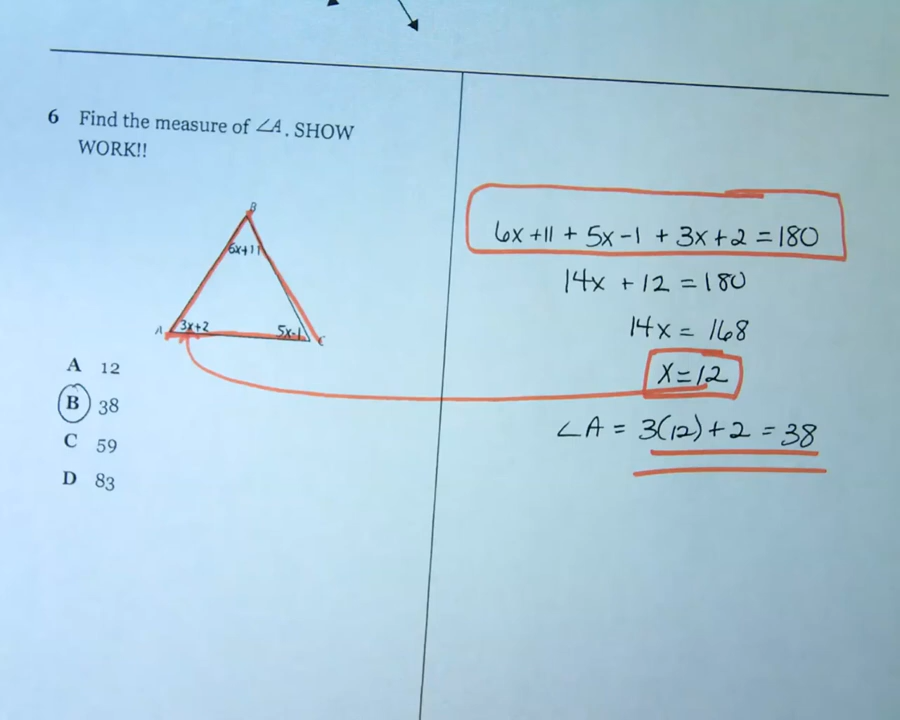 6 Find the measure of ∠A. SHOW
WORK!!
B
6x+11
A 3x+2 5x-1 C
A 12
B 38
C 59
D 83
6x+11+5x-1+3x+2=180
14x+12=180
14x=168
x=12
∠A=3(12)+2=38